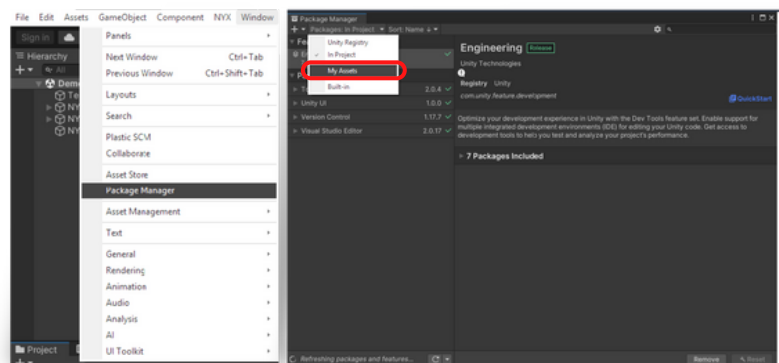 File Edit Assets GameObject Component NYX Window
Sign in
Hierarchy
All
Panels
Next Window Ctrl+Tab
Previous Window Ctrl+Shift+Tab
Layouts
Search
Plastic SCM
Collaborate
Asset Store
Package Manager
Asset Management
Text
General
Rendering
Animation
Audio
Analysis
AI
UI Toolkit
Project
Package Manager
Packages: In Project Sort: Name
Unity Registry
In Project
My Assets
Built-in
2.0.4
Unity UI 1.0.0
Version Control 1.17.7
Visual Studio Editor 2.0.17
Refreshing packages and features...
Engineering Release
Unity Technologies
Registry Unity
com.unity.feature.development
QuickStart
Optimize your development experience in Unity with the Dev Tools feature set. Enable support for
multiple integrated development environments (IDE) for editing your Unity code. Get access to
development tools to help you test and analyze your project's performance.
7 Packages Included
Remove Reset